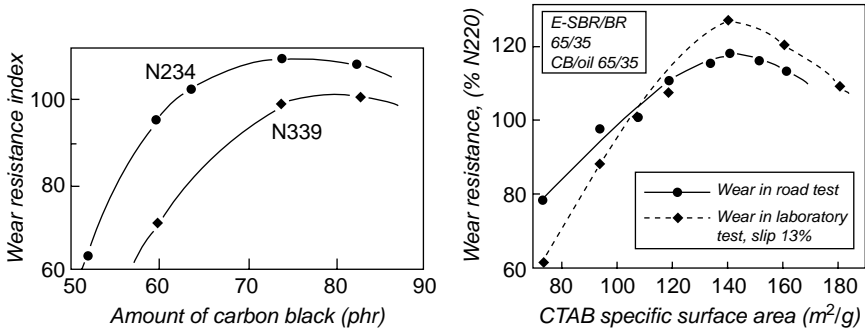 Wear resistance index
100
80
60
N234
N339
50
60
70
80
90
Amount of carbon black (phr)
Wear resistance, (% N220)
120
100
80
60
E-SBR/BR
65/35
CB/oil 65/35
Wear in road test
Wear in laboratory
test, slip 13%
80
100
120
140
160
180
CTAB specific surface area (m²/g)